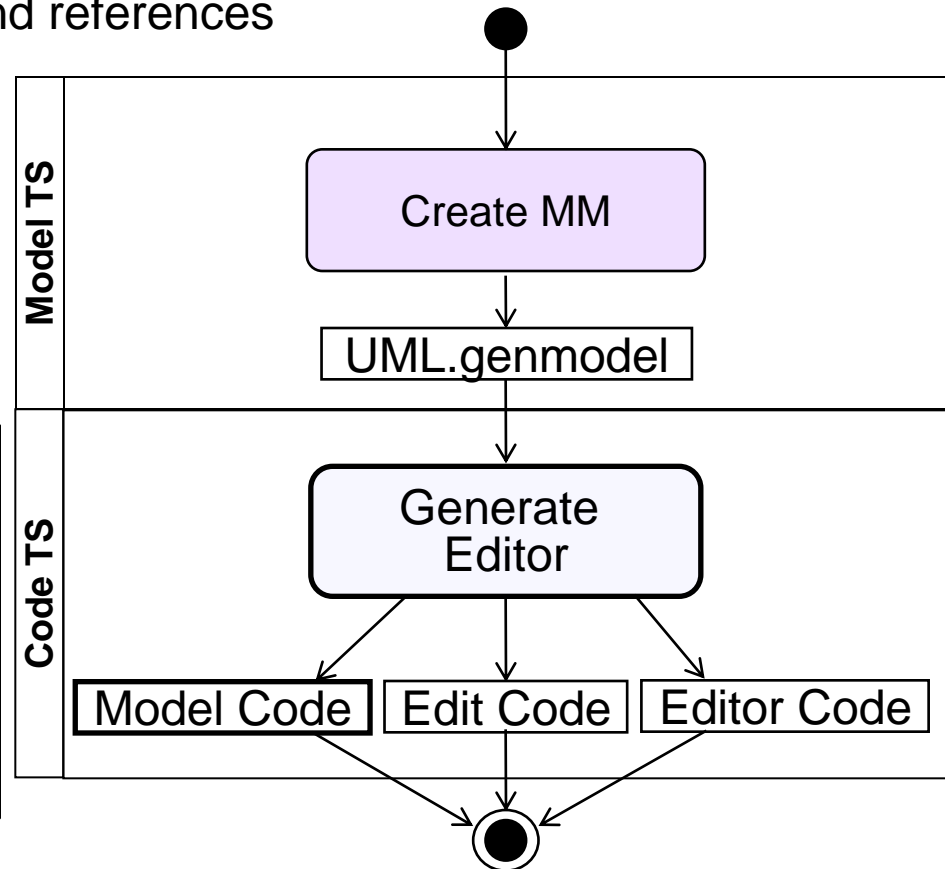 nd references
Model TS
Create MM
UML.genmodel
Code TS
Generate
Editor
Model Code
Edit Code
Editor Code